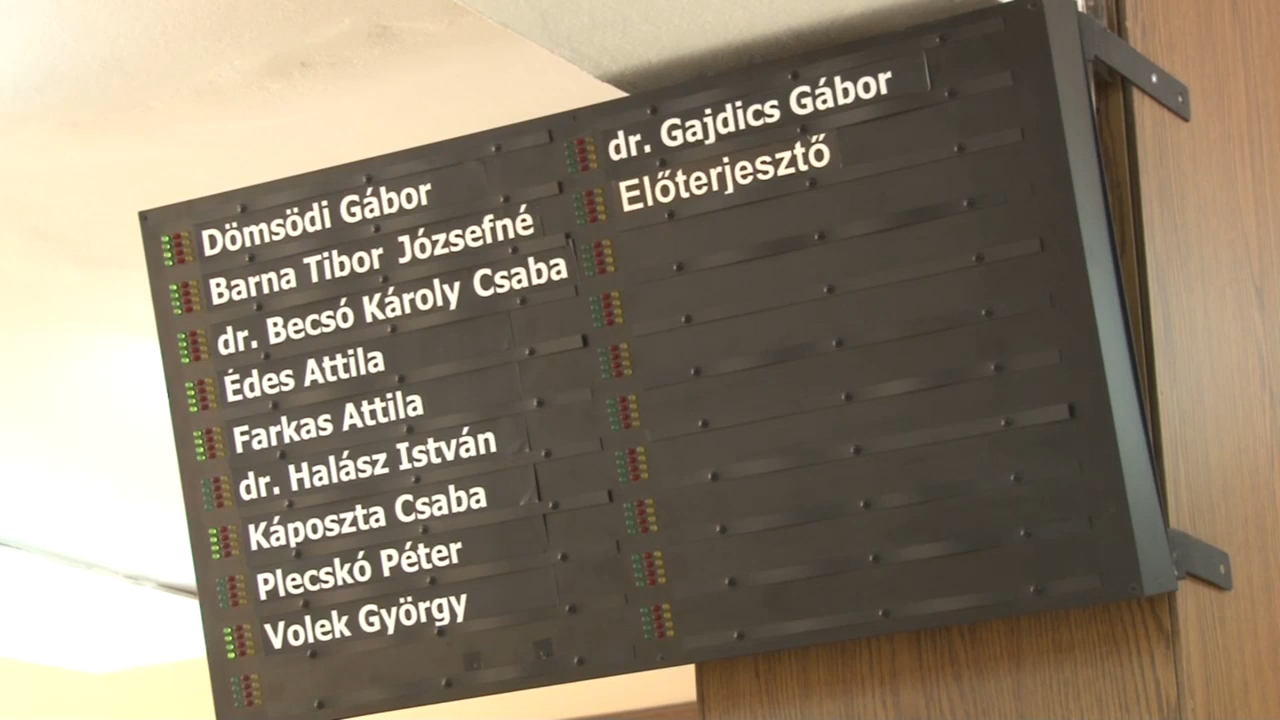 Dömsödi Gábor
Barna Tibor Józsefné
dr. Becsó Károly Csaba
Édes Attila
Farkas Attila
dr. Halász István
Káposzta Csaba
Plecskó Péter
Volek György
dr. Gajdics Gábor
Előterjesztő